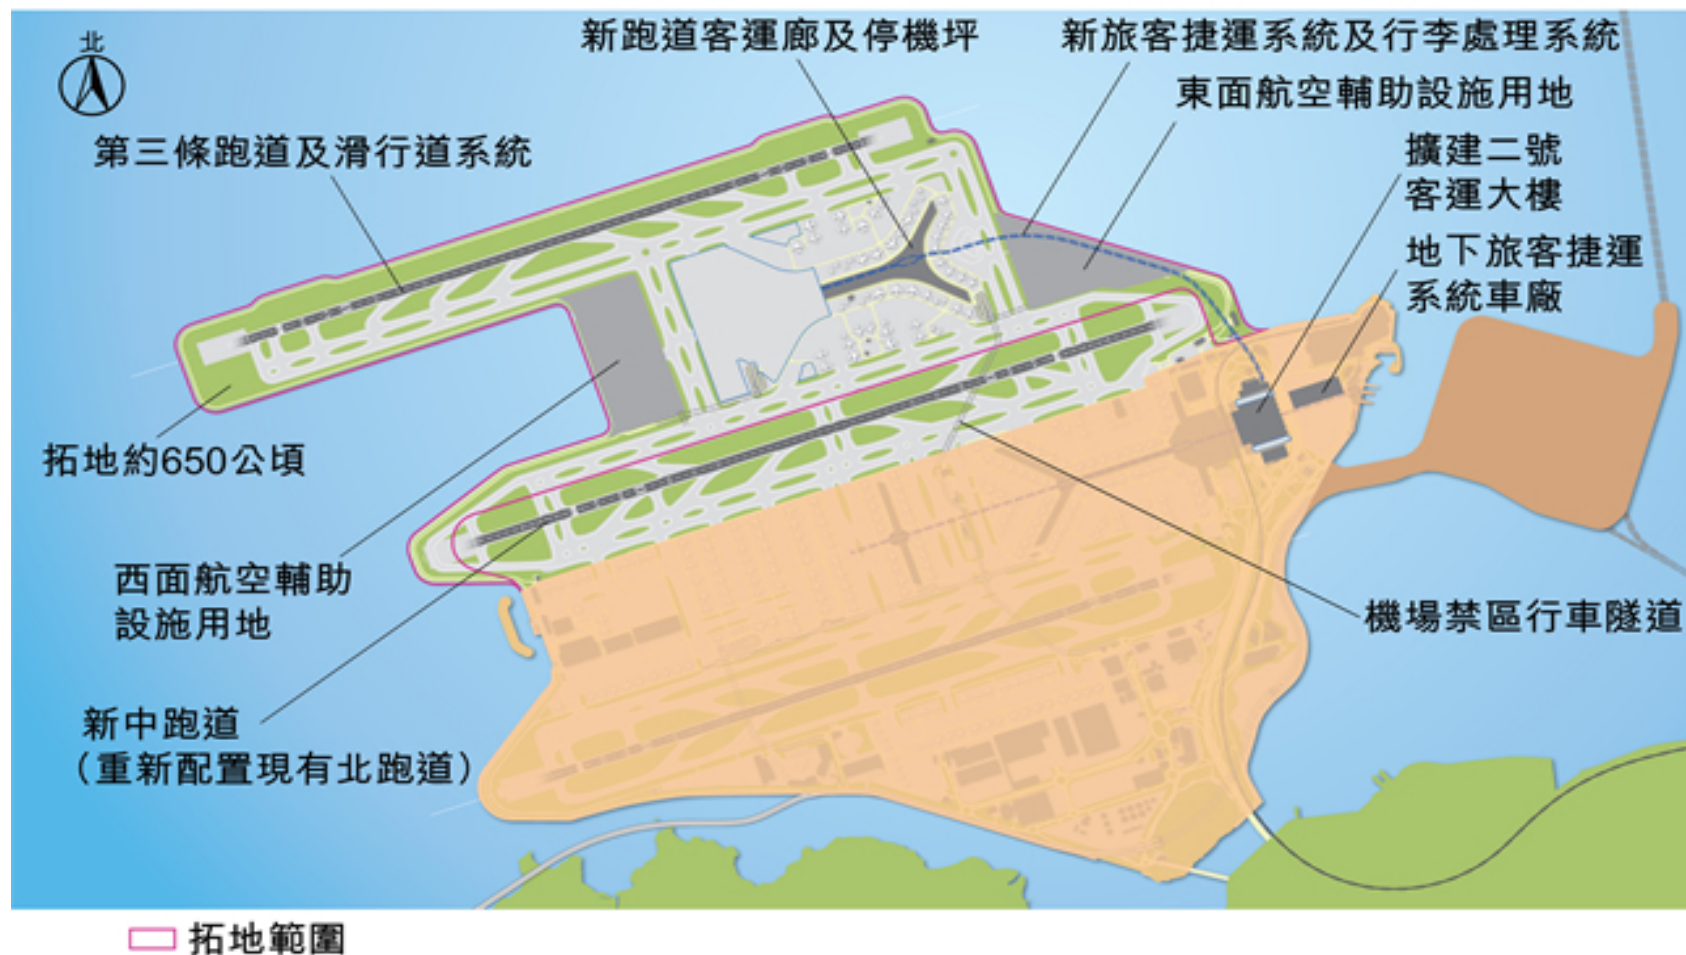 北
新跑道客運廊及停機坪
新旅客捷運系統及行李處理系統
東面航空輔助設施用地
第三條跑道及滑行道系統
擴建二號
客運大樓
地下旅客捷運
系統車廠
拓地約650公頃
西面航空輔助
設施用地
機場禁區行車隧道
新中跑道
（重新配置現有北跑道）
拓地範圍